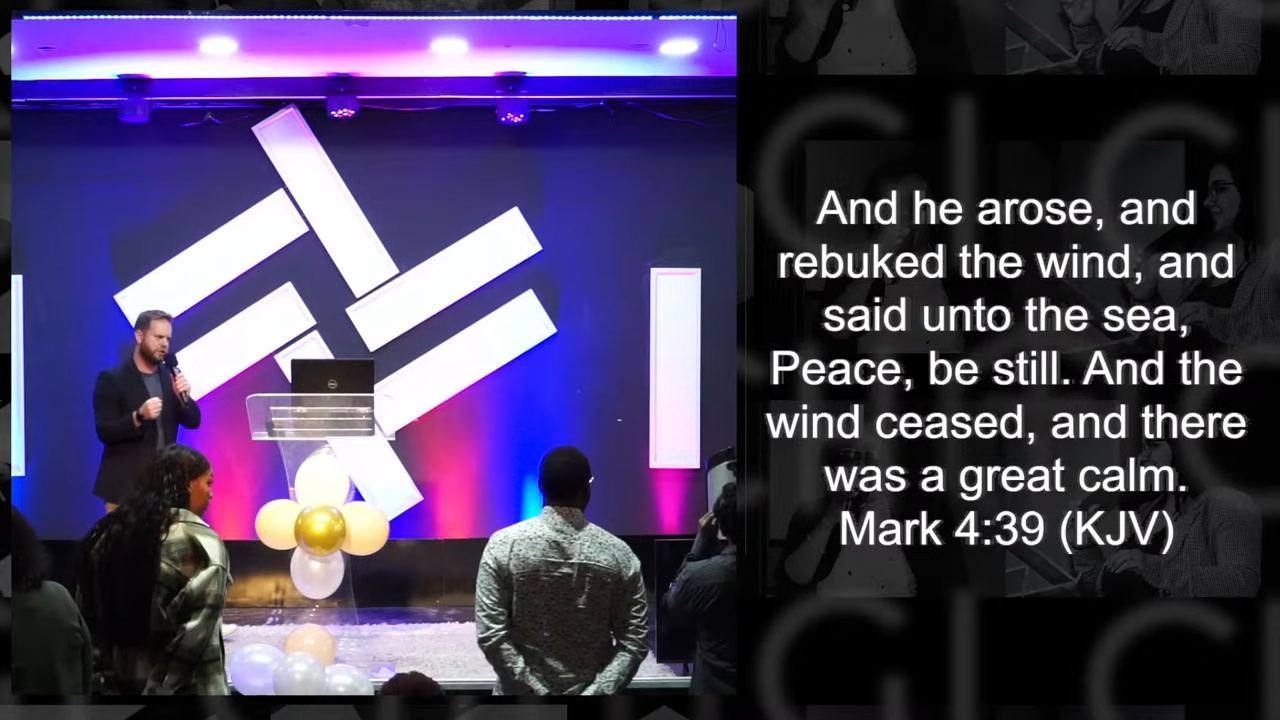 And he arose, and
rebuked the wind, and
said unto the sea,
Peace, be still. And the
wind ceased, and there
was a great calm.
Mark 4:39 (KJV)